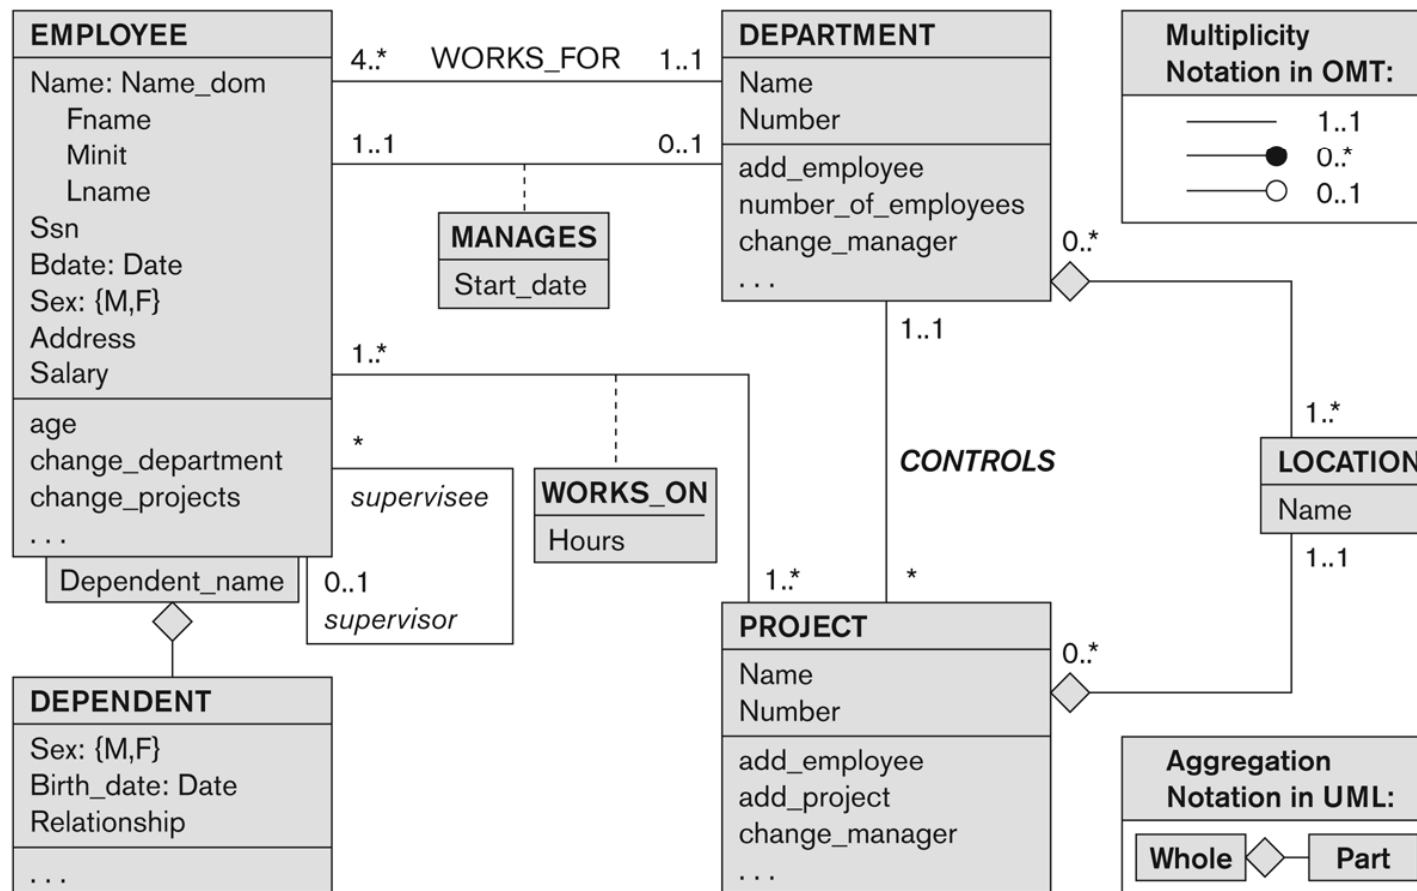 EMPLOYEE
Name: Name_dom
Fname
Minit
Lname
Ssn
Bdate: Date
Sex: {M,F}
Address
Salary
age
change_department
change_projects
. . .
Dependent_name
DEPENDENT
Sex: {M,F}
Birth_date: Date
Relationship
. . .
4..* WORKS_FOR 1..1
1..1 0..1
MANAGES
Start_date
1..*
*
supervisee
0..1
supervisor
WORKS_ON
Hours
1..*
DEPARTMENT
Name
Number
add_employee
number_of_employees
change_manager
. . .
1..1
CONTROLS
*
PROJECT
Name
Number
add_employee
add_project
change_manager
. . .
Multiplicity
Notation in OMT:
1..1
0..*
0..1
0..*
1..*
LOCATION
Name
1..1
0..*
Aggregation
Notation in UML:
Whole Part